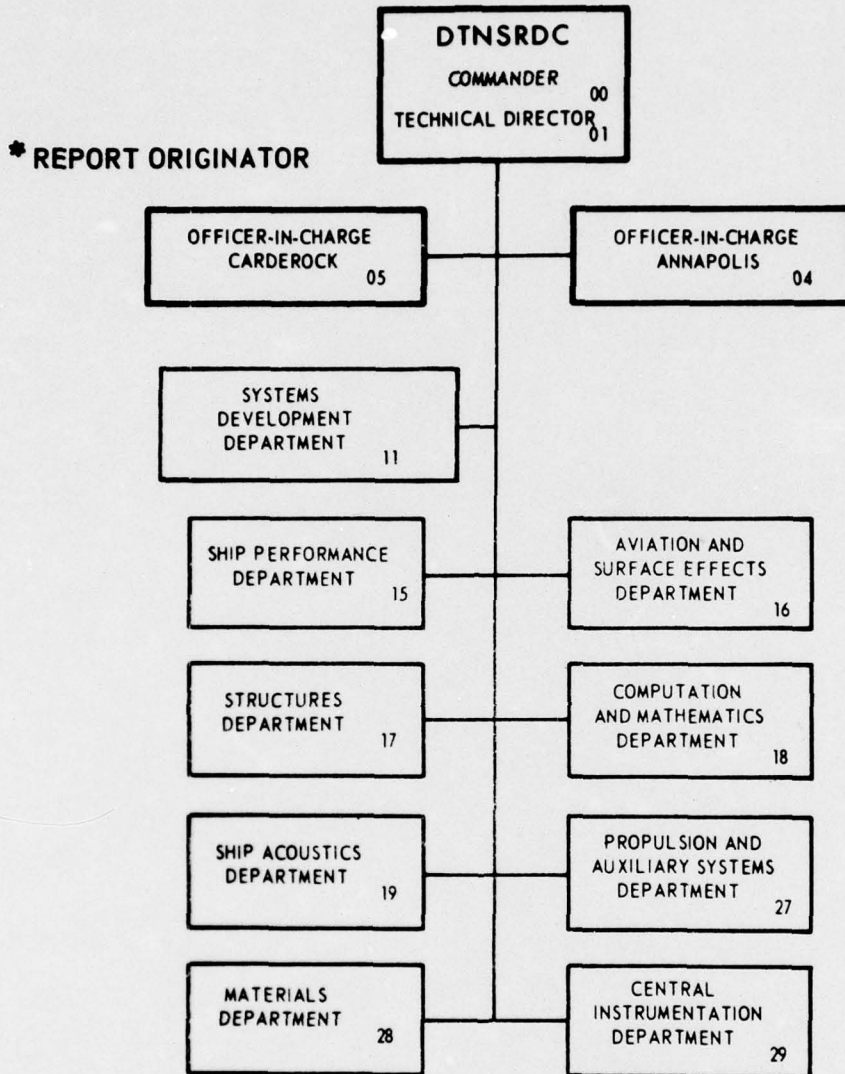 DTNSRDC
COMMANDER
00
TECHNICAL DIRECTOR
01
* REPORT ORIGINATOR
OFFICER-IN-CHARGE
CARDEROCK
05
OFFICER-IN-CHARGE
ANNAPOLIS
04
SYSTEMS
DEVELOPMENT
DEPARTMENT
11
SHIP PERFORMANCE
DEPARTMENT
15
AVIATION AND
SURFACE EFFECTS
DEPARTMENT
16
STRUCTURES
DEPARTMENT
17
COMPUTATION
AND MATHEMATICS
DEPARTMENT
18
SHIP ACOUSTICS
DEPARTMENT
19
PROPULSION AND
AUXILIARY SYSTEMS
DEPARTMENT
27
MATERIALS
DEPARTMENT
28
CENTRAL
INSTRUMENTATION
DEPARTMENT
29